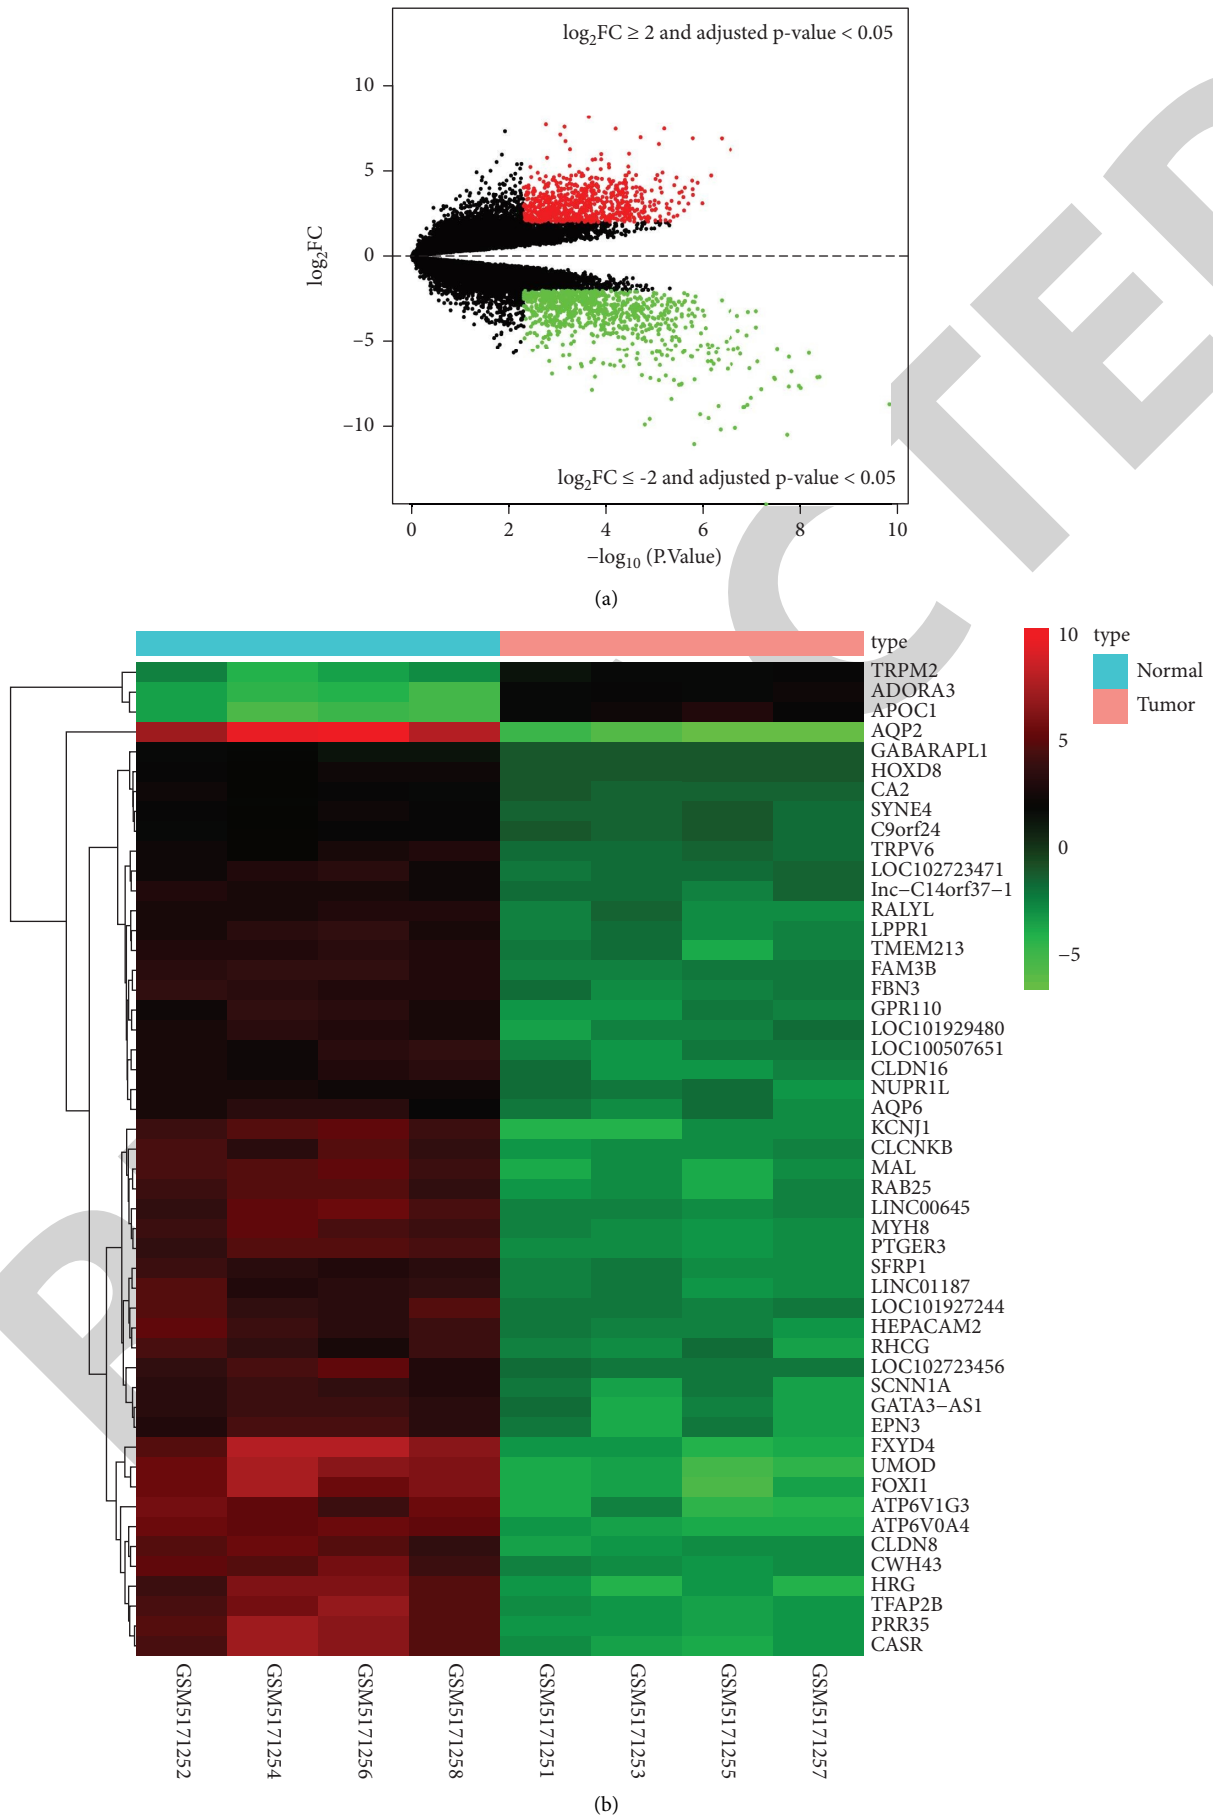 log2FC ≥ 2 and adjusted p-value < 0.05
10
5
0
−5
−10
log2FC
log2FC ≤ -2 and adjusted p-value < 0.05
0 2 4 6 8 10
−log10 (P.Value)
(a)
type
TRPM2
ADORA3
APOC1
AQP2
GABARAPL1
HOXD8
CA2
SYNE4
C9orf24
TRPV6
LOC102723471
lnc−C14orf37−1
RALYL
LPPR1
TMEM213
FAM3B
FBN3
GPR110
LOC101929480
LOC100507651
CLDN16
NUPR1L
AQP6
KCNJ1
CLCNKB
MAL
RAB25
LINC00645
MYH8
PTGER3
SFRP1
LINC01187
LOC101927244
HEPACAM2
RHCG
LOC102723456
SCNN1A
GATA3−AS1
EPN3
FXYD4
UMOD
FOXI1
ATP6V1G3
ATP6V0A4
CLDN8
CWH43
HRG
TFAP2B
PRR35
CASR
10
5
0
−5
type
Normal
Tumor
GSM5171252
GSM5171254
GSM5171256
GSM5171258
GSM5171251
GSM5171253
GSM5171255
GSM5171257
(b)